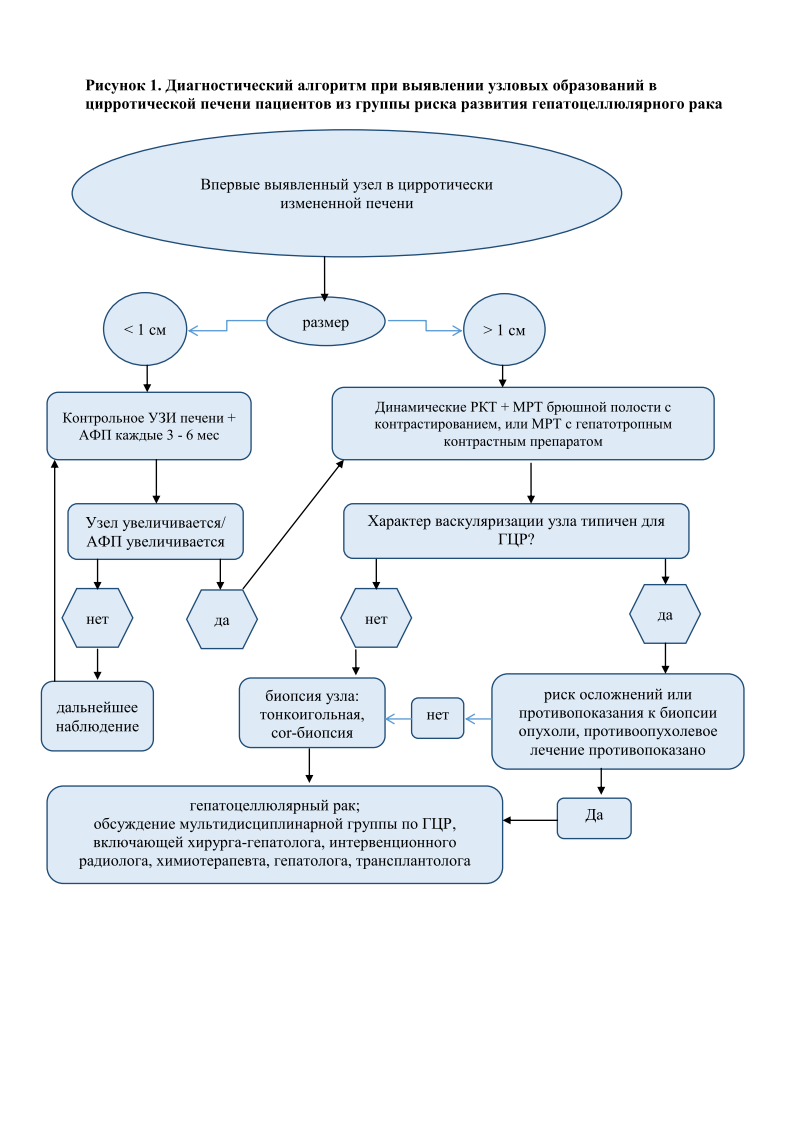 Рисунок 1. Диагностический алгоритм при выявлении узловых образований в
цирротической печени пациентов из группы риска развития гепатоцеллюлярного рака
Впервые выявленный узел в цирротически
измененной печени
< 1 см
размер
> 1 см
Контрольное УЗИ печени +
АФП каждые 3 - 6 мес
Динамические РКТ + МРТ брюшной полости с
контрастированием, или МРТ с гепатотропным
контрастным препаратом
Узел увеличивается/
АФП увеличивается
Характер васкуляризации узла типичен для
ГЦР?
нет
да
нет
да
дальнейшее
наблюдение
биопсия узла:
тонкоигольная,
cor-биопсия
нет
риск осложнений или
противопоказания к биопсии
опухоли, противоопухолевое
лечение противопоказано
гепатоцеллюлярный рак;
обсуждение мультидисциплинарной группы по ГЦР,
включающей хирурга-гепатолога, интервенционного
радиолога, химиотерапевта, гепатолога, трансплантолога
Да